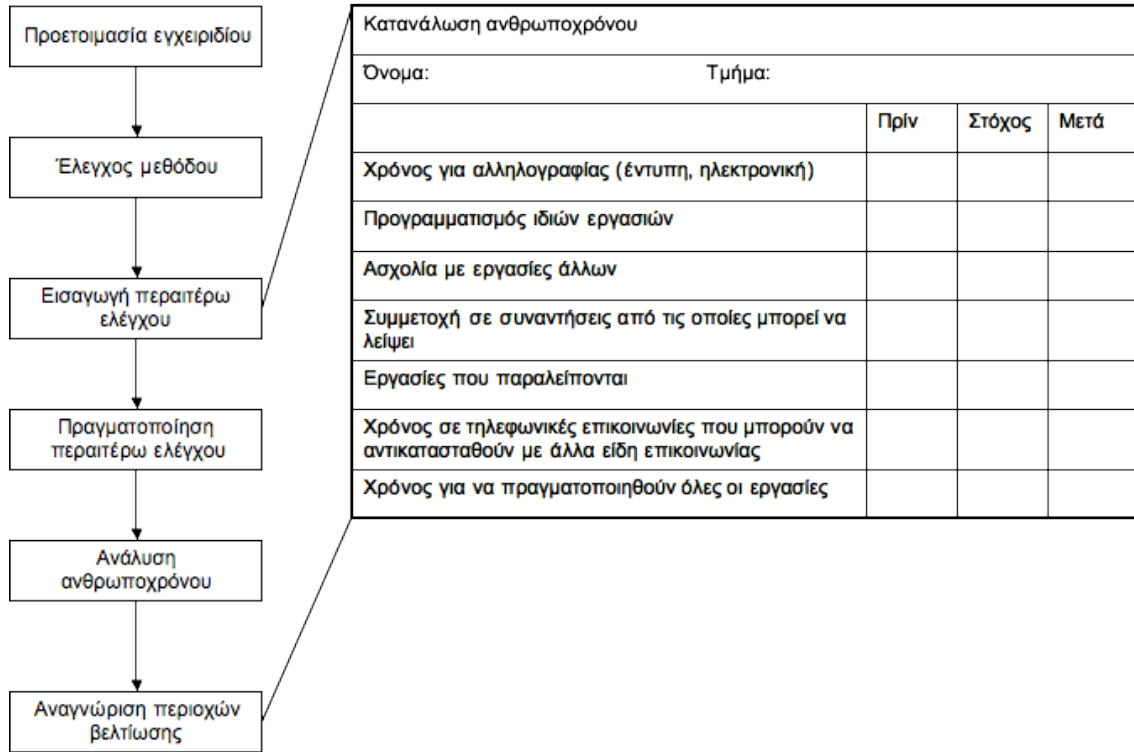 Προετοιμασία εγχειριδίου
Έλεγχος μεθόδου
Εισαγωγή περαιτέρω
ελέγχου
Πραγματοποίηση
περαιτέρω ελέγχου
Ανάλυση
ανθρωποχρόνου
Αναγνώριση περιοχών
βελτίωσης
Κατανάλωση ανθρωποχρόνου
Όνομα: Τμήμα:
Πρίν Στόχος Μετά
Χρόνος για αλληλογραφίας (έντυπη, ηλεκτρονική)
Προγραμματισμός ιδιών εργασιών
Ασχολία με εργασίες άλλων
Συμμετοχή σε συναντήσεις από τις οποίες μπορεί να
λείψει
Εργασίες που παραλείπονται
Χρόνος σε τηλεφωνικές επικοινωνίες που μπορούν να
αντικατασταθούν με άλλα είδη επικοινωνίας
Χρόνος για να πραγματοποιηθούν όλες οι εργασίες